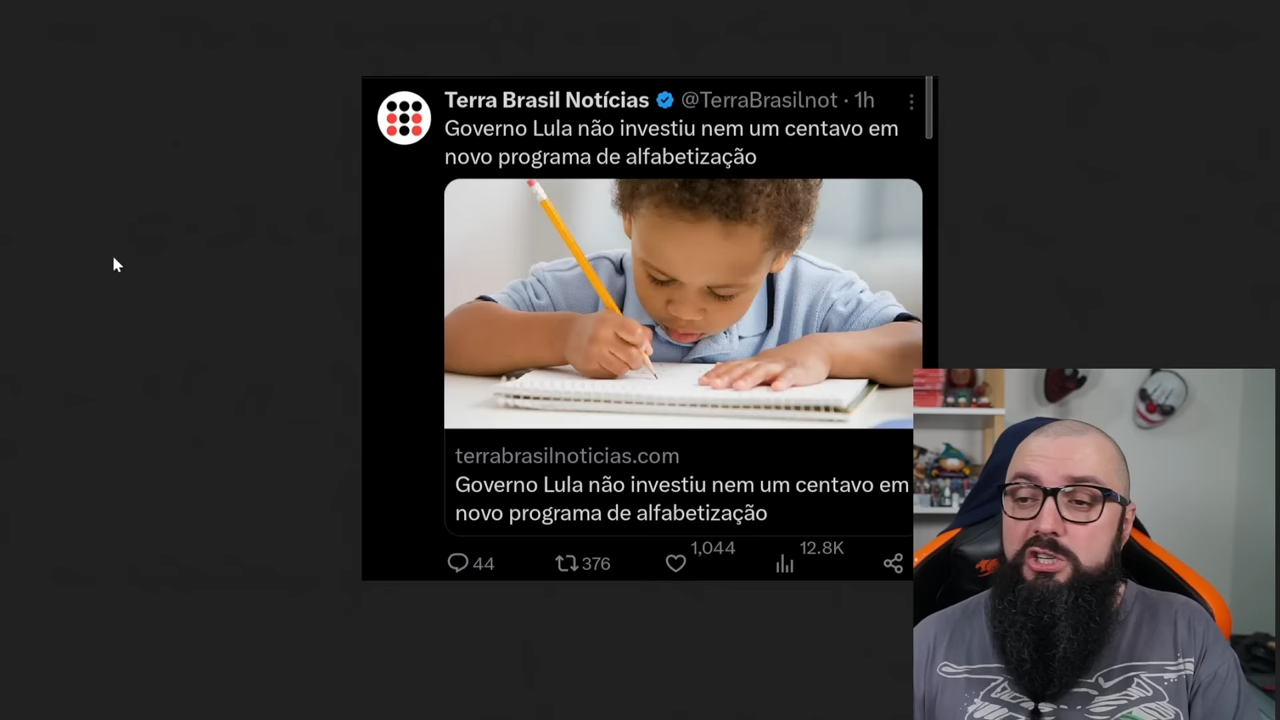 Terra Brasil Notícias @TerraBrasilnot · 1h
Governo Lula não investiu nem um centavo em
novo programa de alfabetização
terrabrasilnoticias.com
Governo Lula não investiu nem um centavo em
novo programa de alfabetização
44 376 1,044 12.8K